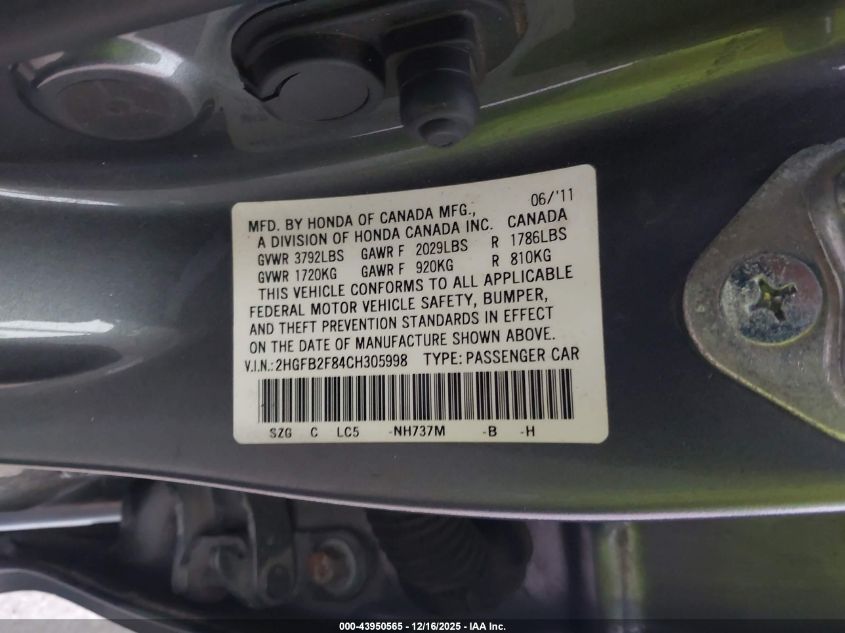 06/'11
MFD. BY HONDA OF CANADA MFG.,
A DIVISION OF HONDA CANADA INC. CANADA
GVWR 3792LBS GAWR F 2029LBS R 1786LBS
GVWR 1720KG GAWR F 920KG R 810KG
THIS VEHICLE CONFORMS TO ALL APPLICABLE
FEDERAL MOTOR VEHICLE SAFETY, BUMPER,
AND THEFT PREVENTION STANDARDS IN EFFECT
ON THE DATE OF MANUFACTURE SHOWN ABOVE.
V.I.N.:2HGFB2F84CH305998 TYPE:PASSENGER CAR
SZG C LC5 -NH737M -B -H
000-43950565 - 12/16/2025 - IAA Inc.